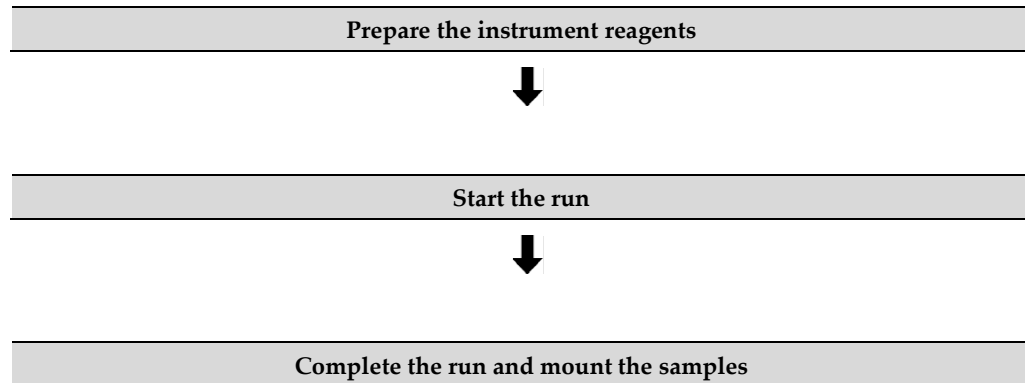 Prepare the instrument reagents
Start the run
Complete the run and mount the samples